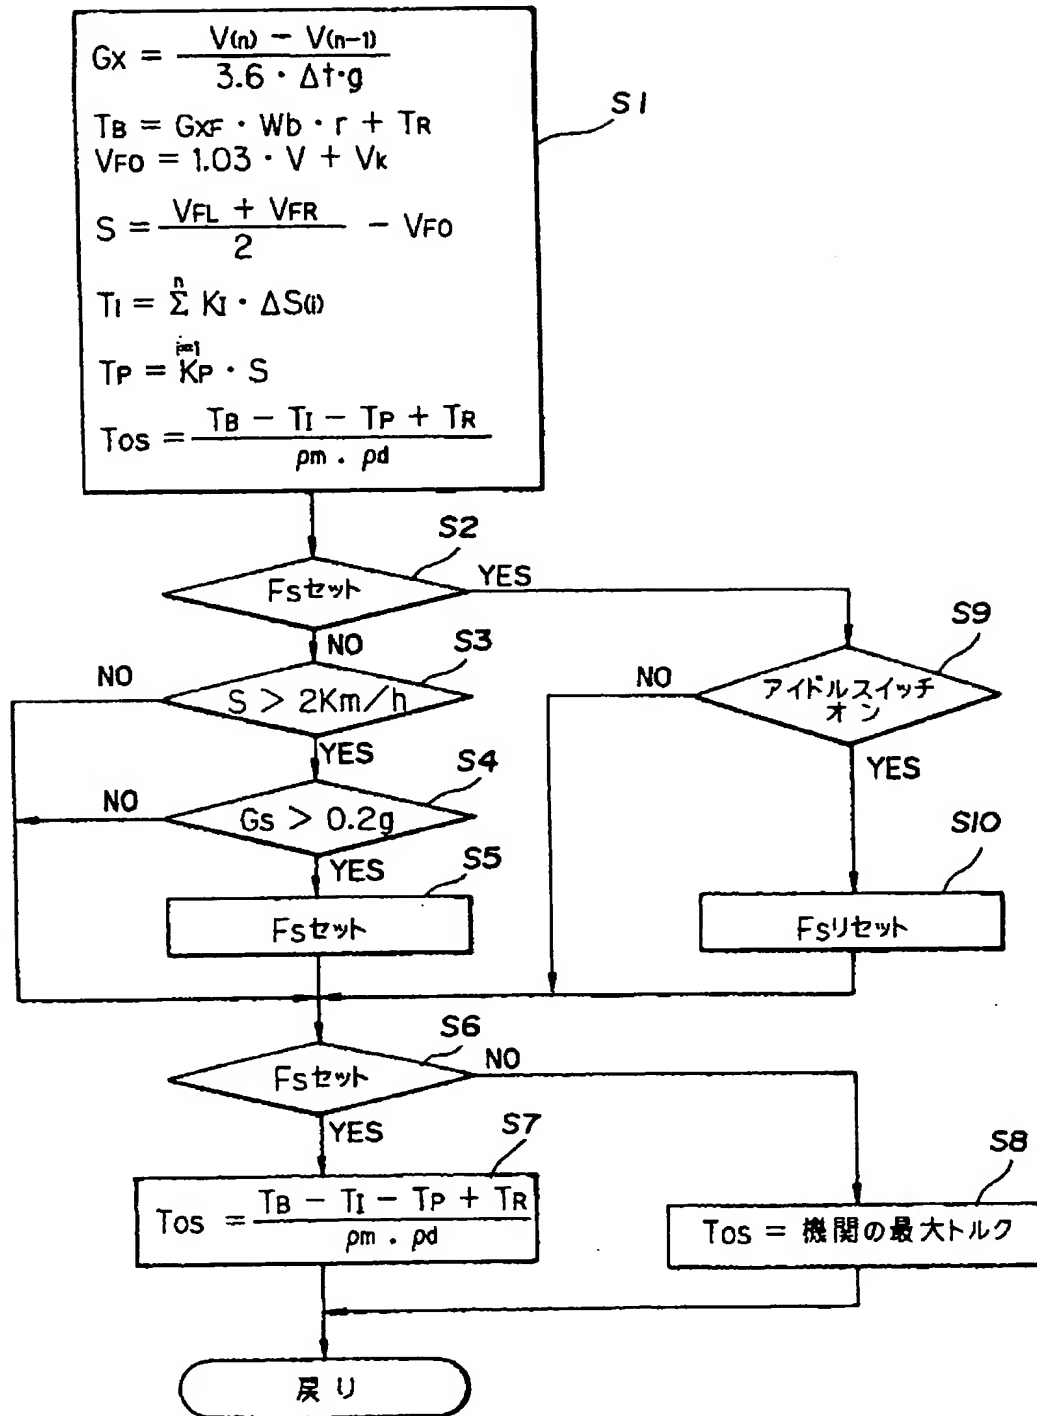 Gx = V(n) − V(n−1) / 3.6 · Δt·g
S1
TB = GXF · Wb · r + TR
VFO = 1.03 · V + Vk
S = VFL + VFR / 2 − VFO
TI = n Σ i=1 KI · ΔS(i)
TP = KP · S
Tos = TB − TI − TP + TR / ρm . ρd
S2
Fsセット
YES
NO
S3
S9
NO
S > 2Km/h
NO
アイドルスイッチ
オン
YES
S4
YES
NO
Gs > 0.2g
S10
YES
S5
Fsセット
Fsリセット
S6
Fsセット
NO
YES
S7
S8
Tos = TB − TI − TP + TR / ρm . ρd
Tos = 機関の最大トルク
戻り